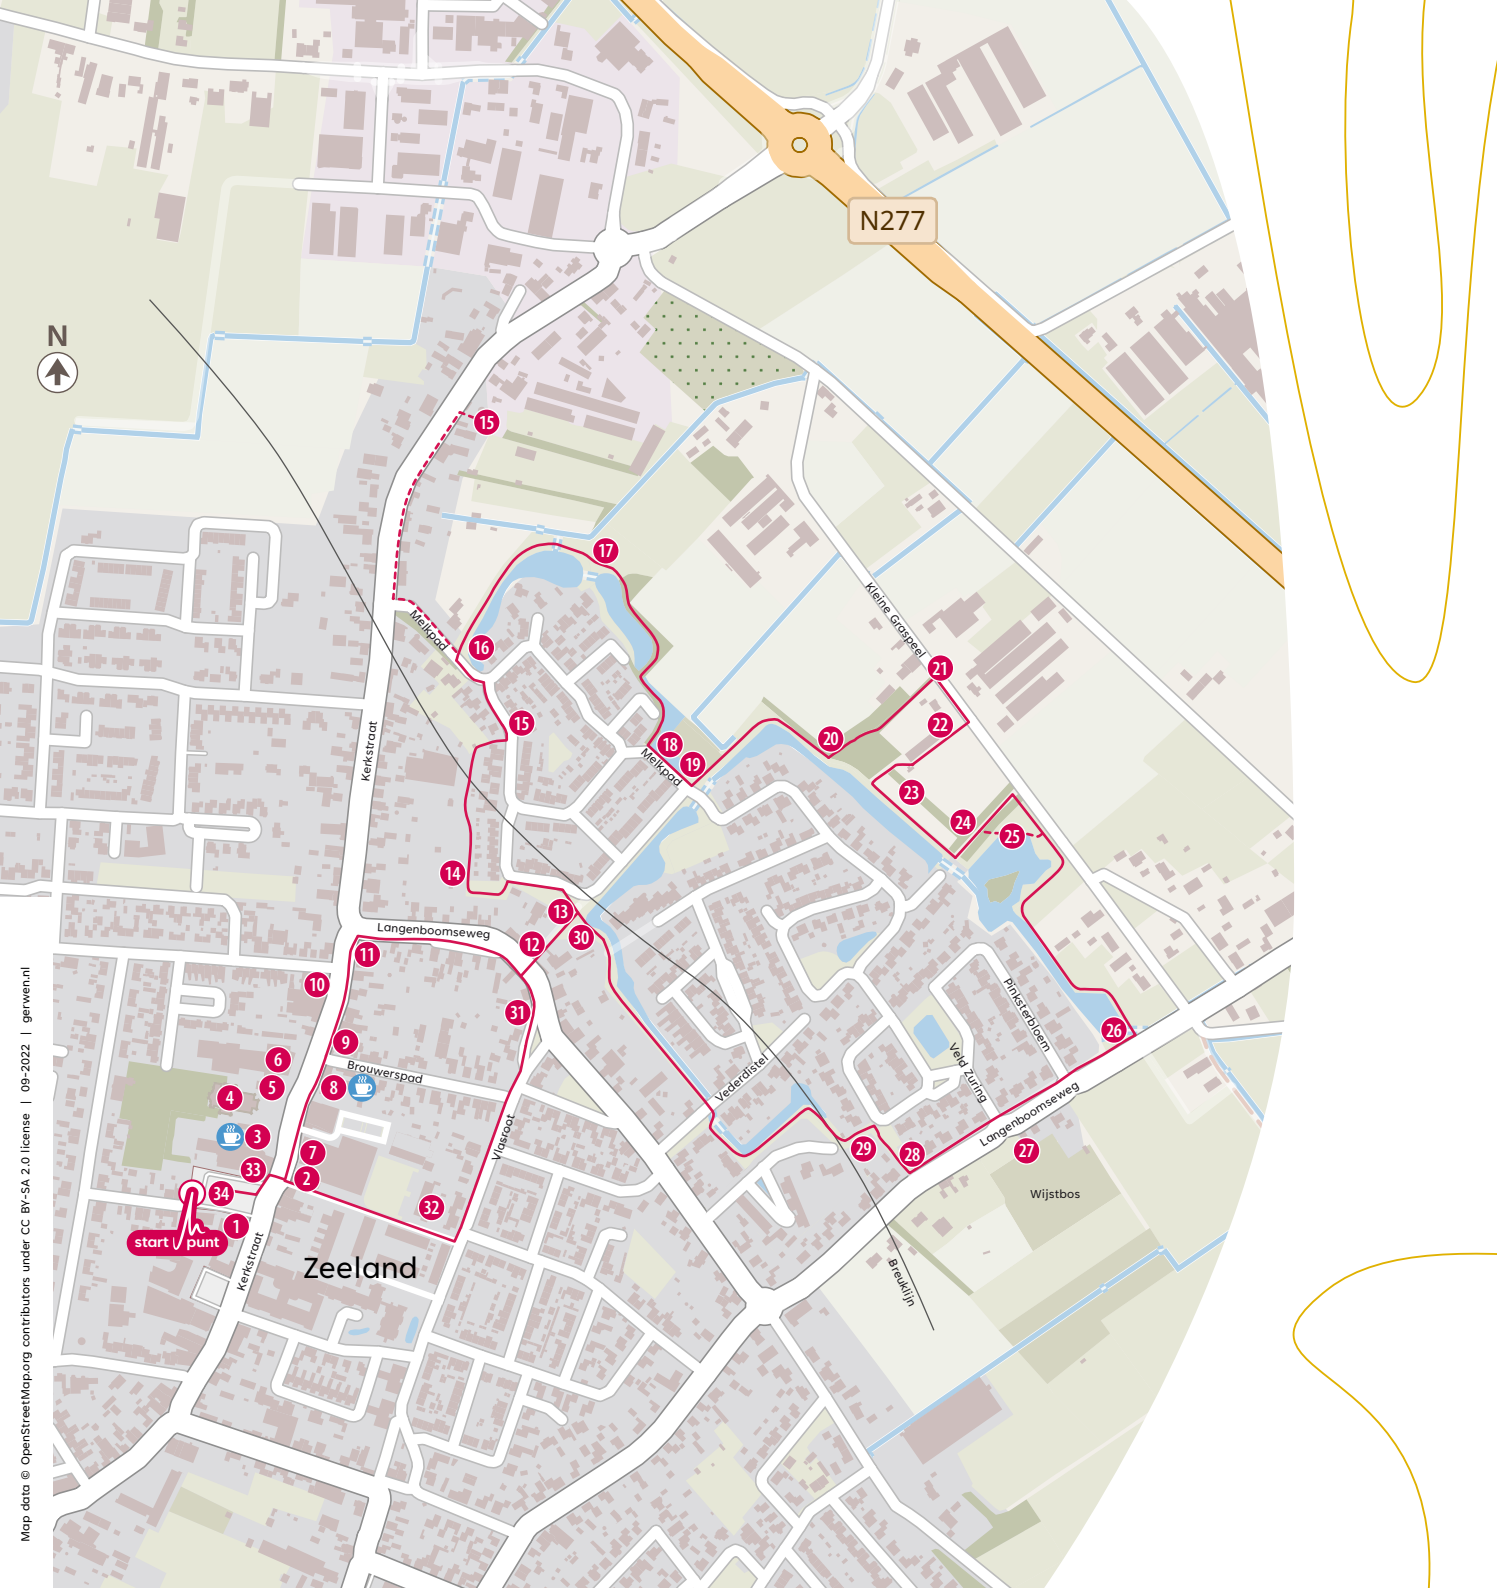 N277
N
15
17
Melkpad
16
Kleine Graspeel
21
15
22
20
18
Melkpad
19
Kerkstraat
23
24
25
14
13
Langenboomseweg
12
30
11
10
31
Pinksterbloem
26
9
6
Brouwerspad
Veld Zuring
5
8
4
Vederdistel
Langenboomseweg
3
Vlasroot
7
29
28
27
33
2
34
Wijstbos
32
1
start punt
Kerkstraat
Zeeland
Breuklijn
Map data © OpenStreetMap.org contributors under CC BY-SA 2.0 license | 09-2022 | gerwen.nl